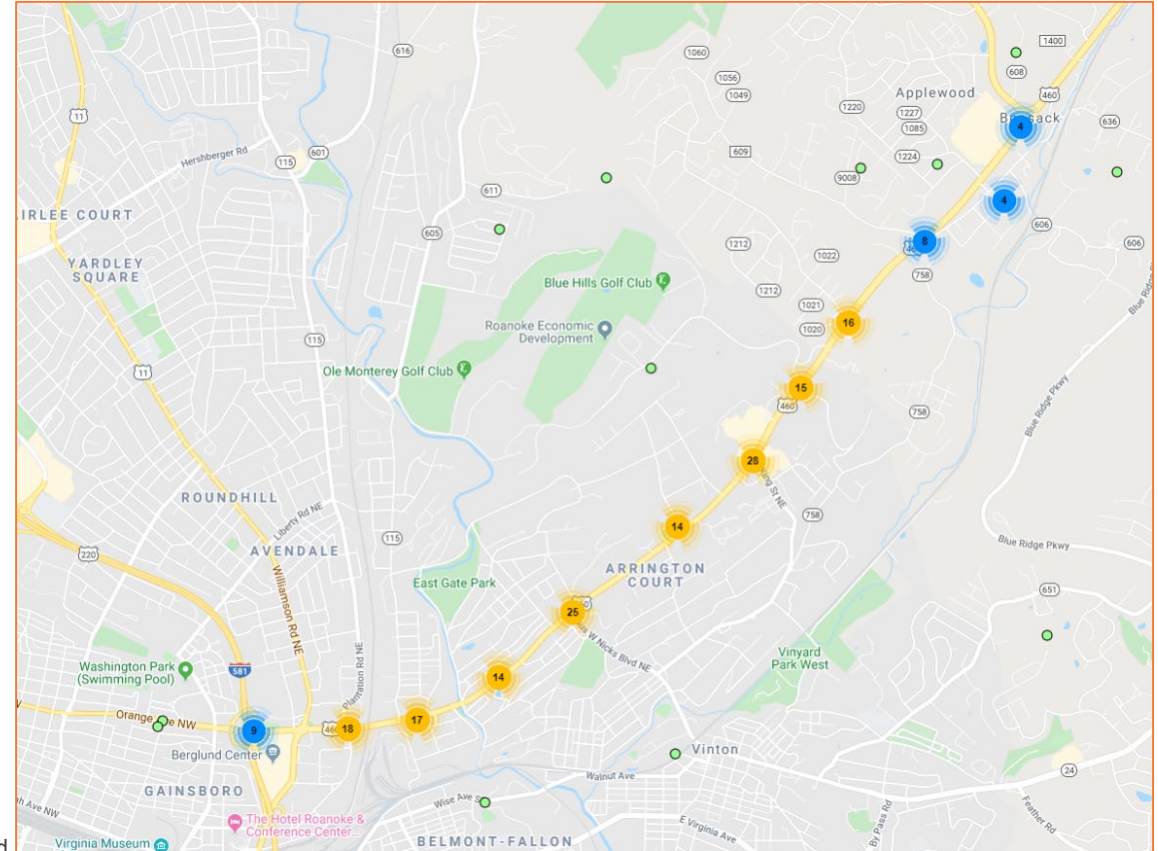 616
1060
1400
608
1056
1049
Applewood
460
11
1220
1227
1085
636
4
Hershberger Rd
601
115
609
1224
9008
611
4
606
605
1212
8
606
YARDLEY
SQUARE
1022
758
Blue Hills Golf Club
1212
1021
16
Roanoke Economic
Development
1020
115
Ole Monterey Golf Club
11
15
460
758
Blue Ridge Pkwy
28
ROUNDHILL
Liberty Rd NE
758
14
115
AVENDALE
220
Blue Ridge Pkwy
ARRINGTON
COURT
East Gate Park
651
25
Williamson Rd NE
W Nicks Blvd NE
Vinyard
Park West
Washington Park
(Swimming Pool)
581
Plantation Rd NE
14
Orange Ave NW
17
18
9
Berglund Center
Vinton
24
GAINSBORO
Walnut Ave
Wise Ave S
The Hotel Roanoke &
Conference Center...
E Virginia Ave
By Pass Rd
Feather Rd
Virginia Museum
BELMONT-FALLON